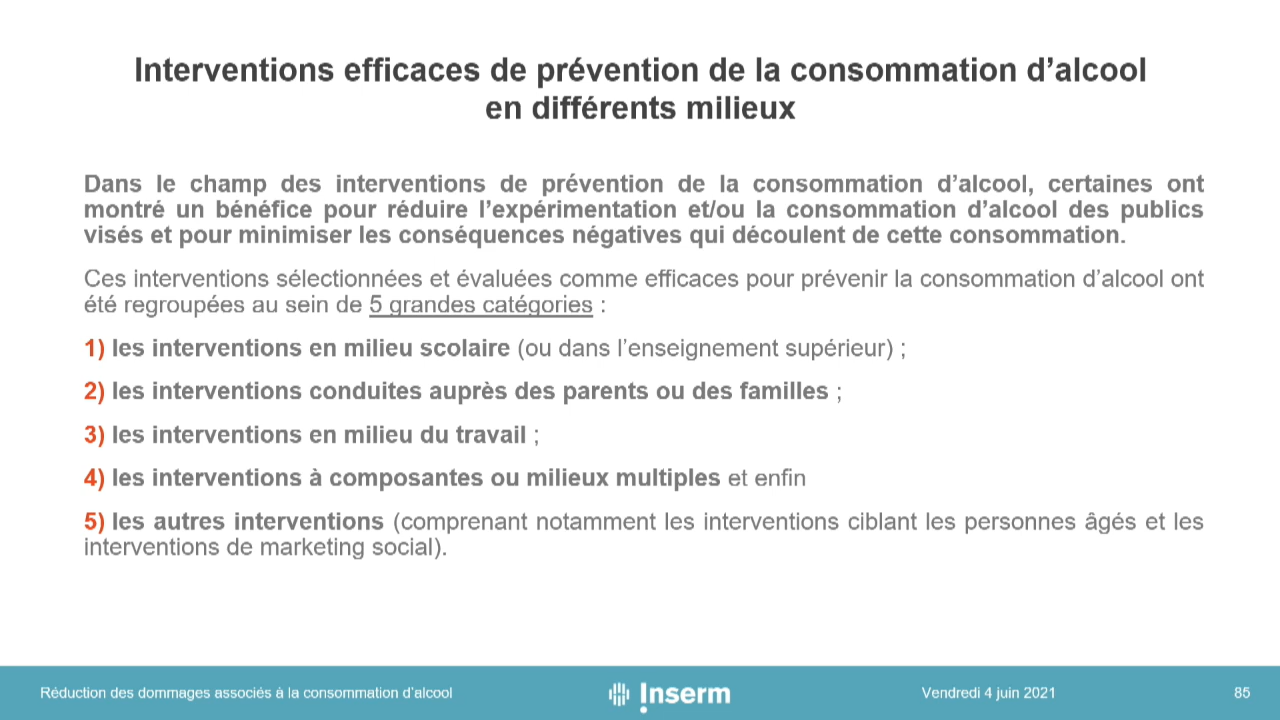 Interventions efficaces de prévention de la consommation d’alcool
en différents milieux
Dans le champ des interventions de prévention de la consommation d’alcool, certaines ont
montré un bénéfice pour réduire l’expérimentation et/ou la consommation d’alcool des publics
visés et pour minimiser les conséquences négatives qui découlent de cette consommation.
Ces interventions sélectionnées et évaluées comme efficaces pour prévenir la consommation d’alcool ont
été regroupées au sein de 5 grandes catégories :
1) les interventions en milieu scolaire (ou dans l’enseignement supérieur) ;
2) les interventions conduites auprès des parents ou des familles ;
3) les interventions en milieu du travail ;
4) les interventions à composantes ou milieux multiples et enfin
5) les autres interventions (comprenant notamment les interventions ciblant les personnes âgés et les
interventions de marketing social).
Réduction des dommages associés à la consommation d’alcool
Inserm
Vendredi 4 juin 2021
85